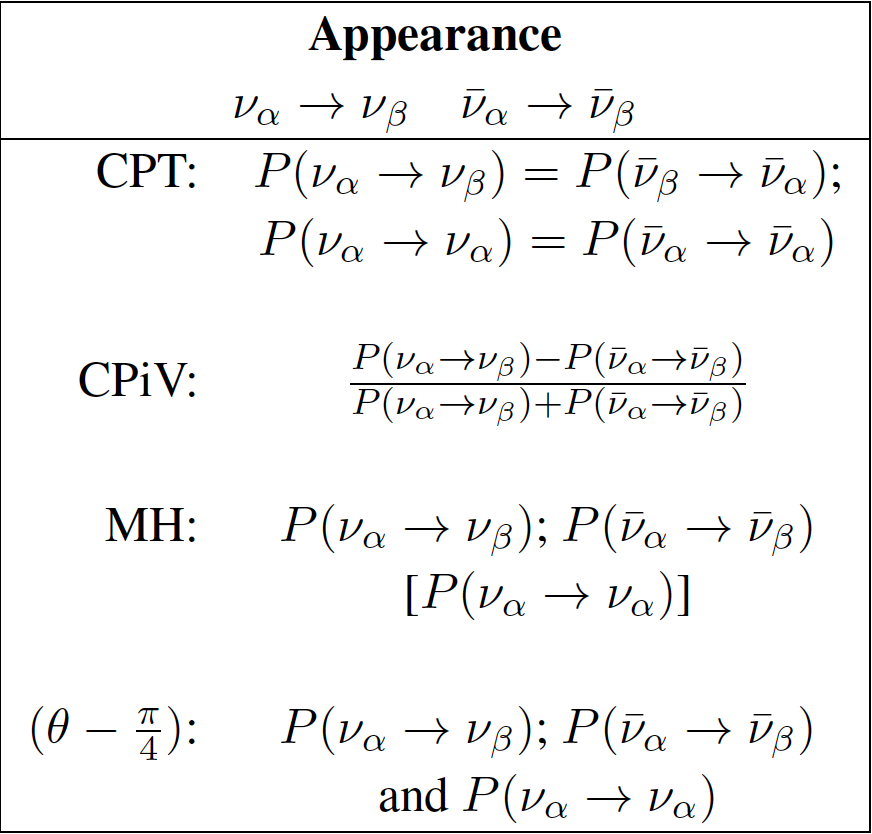 Appearance
ν_α → ν_β   ν̄_α → ν̄_β
CPT: P(ν_α → ν_β) = P(ν̄_β → ν̄_α);
P(ν_α → ν_α) = P(ν̄_α → ν̄_α)
CPiV: \frac{P(ν_α→ν_β)−P(ν̄_α→ν̄_β)}{P(ν_α→ν_β)+P(ν̄_α→ν̄_β)}
MH: P(ν_α → ν_β); P(ν̄_α → ν̄_β)
[P(ν_α → ν_α)]
(θ − \frac{π}{4}): P(ν_α → ν_β); P(ν̄_α → ν̄_β)
and P(ν_α → ν_α)